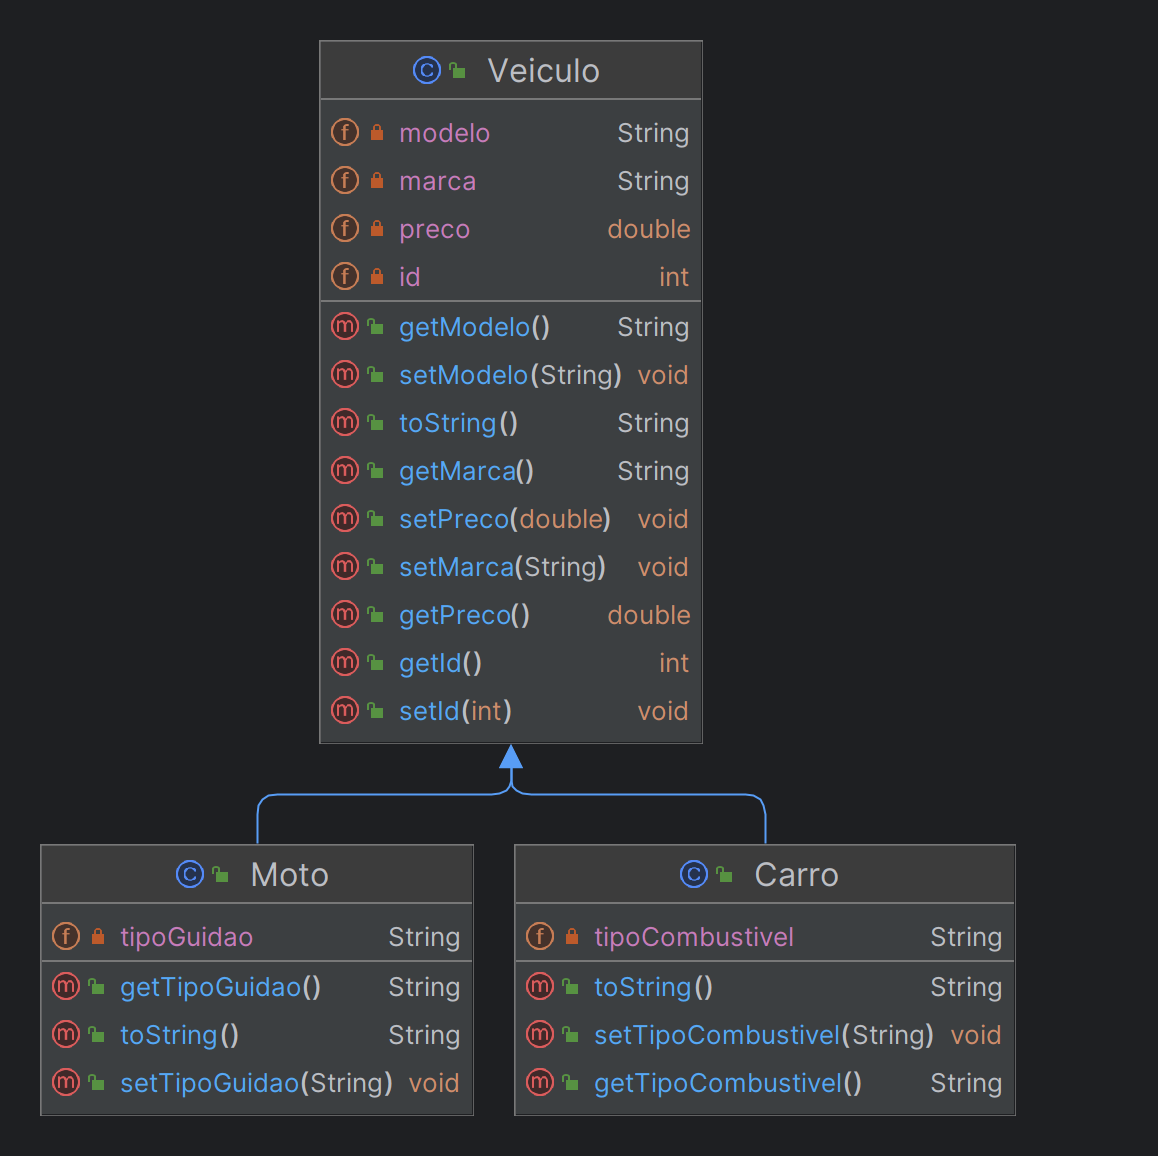 Veiculo
modelo String
marca String
preco double
id int
getModelo() String
setModelo(String) void
toString() String
getMarca() String
setPreco(double) void
setMarca(String) void
getPreco() double
getId() int
setId(int) void
Moto
tipoGuidao String
getTipoGuidao() String
toString() String
setTipoGuidao(String) void
Carro
tipoCombustivel String
toString() String
setTipoCombustivel(String) void
getTipoCombustivel() String